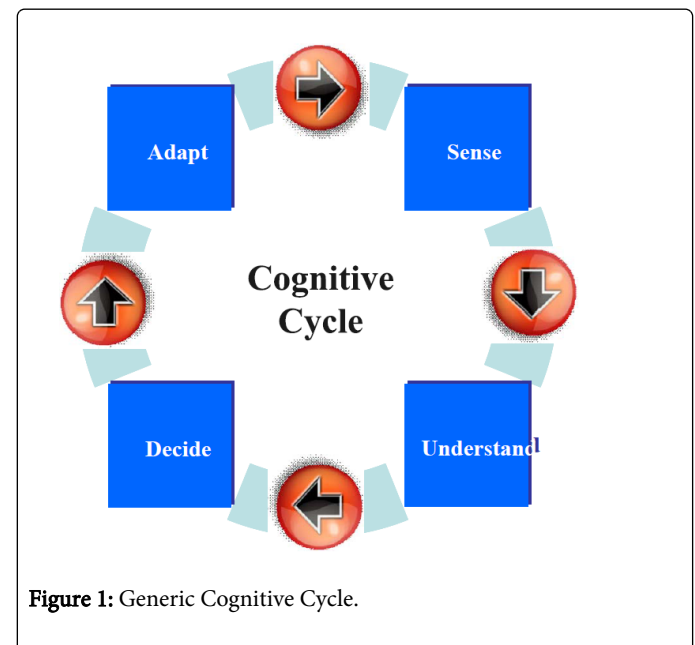 Adapt
Sense
Cognitive
Cycle
Decide
Understand
Figure 1: Generic Cognitive Cycle.